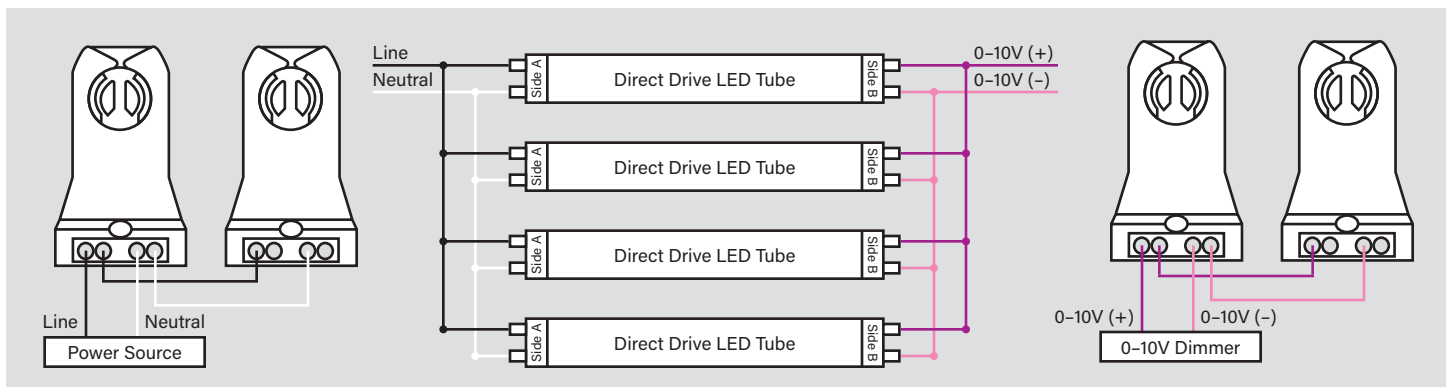 Line
Neutral
Power Source
Line
Neutral
Side A
Direct Drive LED Tube
Side B
0–10V (+)
0–10V (–)
Side A
Direct Drive LED Tube
Side B
Side A
Direct Drive LED Tube
Side B
Side A
Direct Drive LED Tube
Side B
0–10V (+)
0–10V (–)
0–10V Dimmer